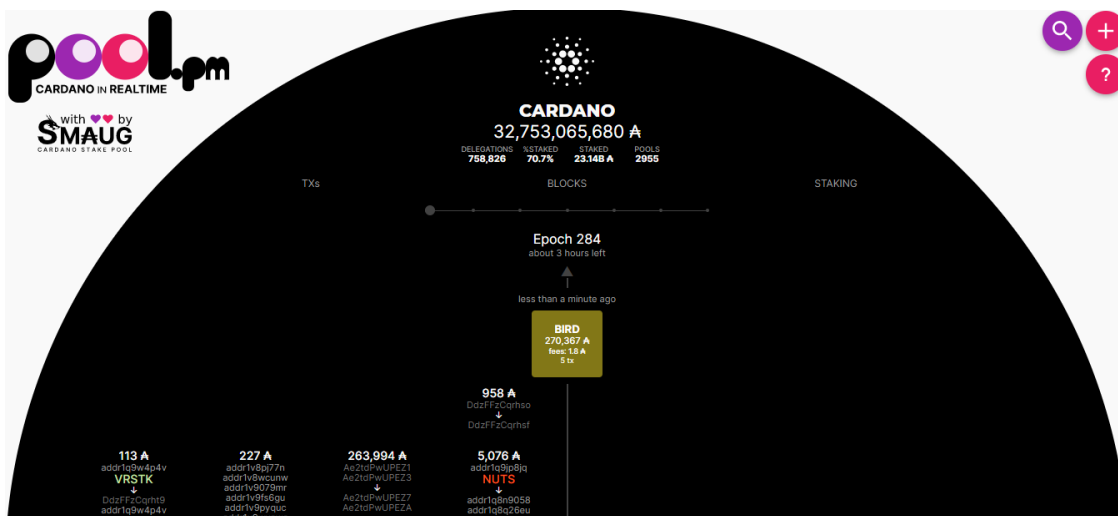 pool.pm
CARDANO IN REALTIME
with by
SMAUG
CARDANO STAKE POOL
?
CARDANO
32,753,065,680 ₳
DELEGATIONS %STAKED STAKED POOLS
758,826 70.7% 23.14B ₳ 2955
TXs BLOCKS STAKING
Epoch 284
about 3 hours left
less than a minute ago
BIRD
270,367 ₳
fees: 1.8 ₳
5 tx
958 ₳
DdzFFzCqrhso
DdzFFzCqrhsf
113 ₳
addr1q9w4p4v
VRSTK
DdzFFzCqrht9
addr1q9w4p4v
227 ₳
addr1v8pj77n
addr1v8wcunw
addr1v9079mr
addr1v9fs6gu
addr1v9pyquc
263,994 ₳
Ae2tdPwUPEZ1
Ae2tdPwUPEZ3
Ae2tdPwUPEZ7
Ae2tdPwUPEZA
5,076 ₳
addr1q9jp8jq
NUTS
addr1q8n9058
addr1q8q26eu